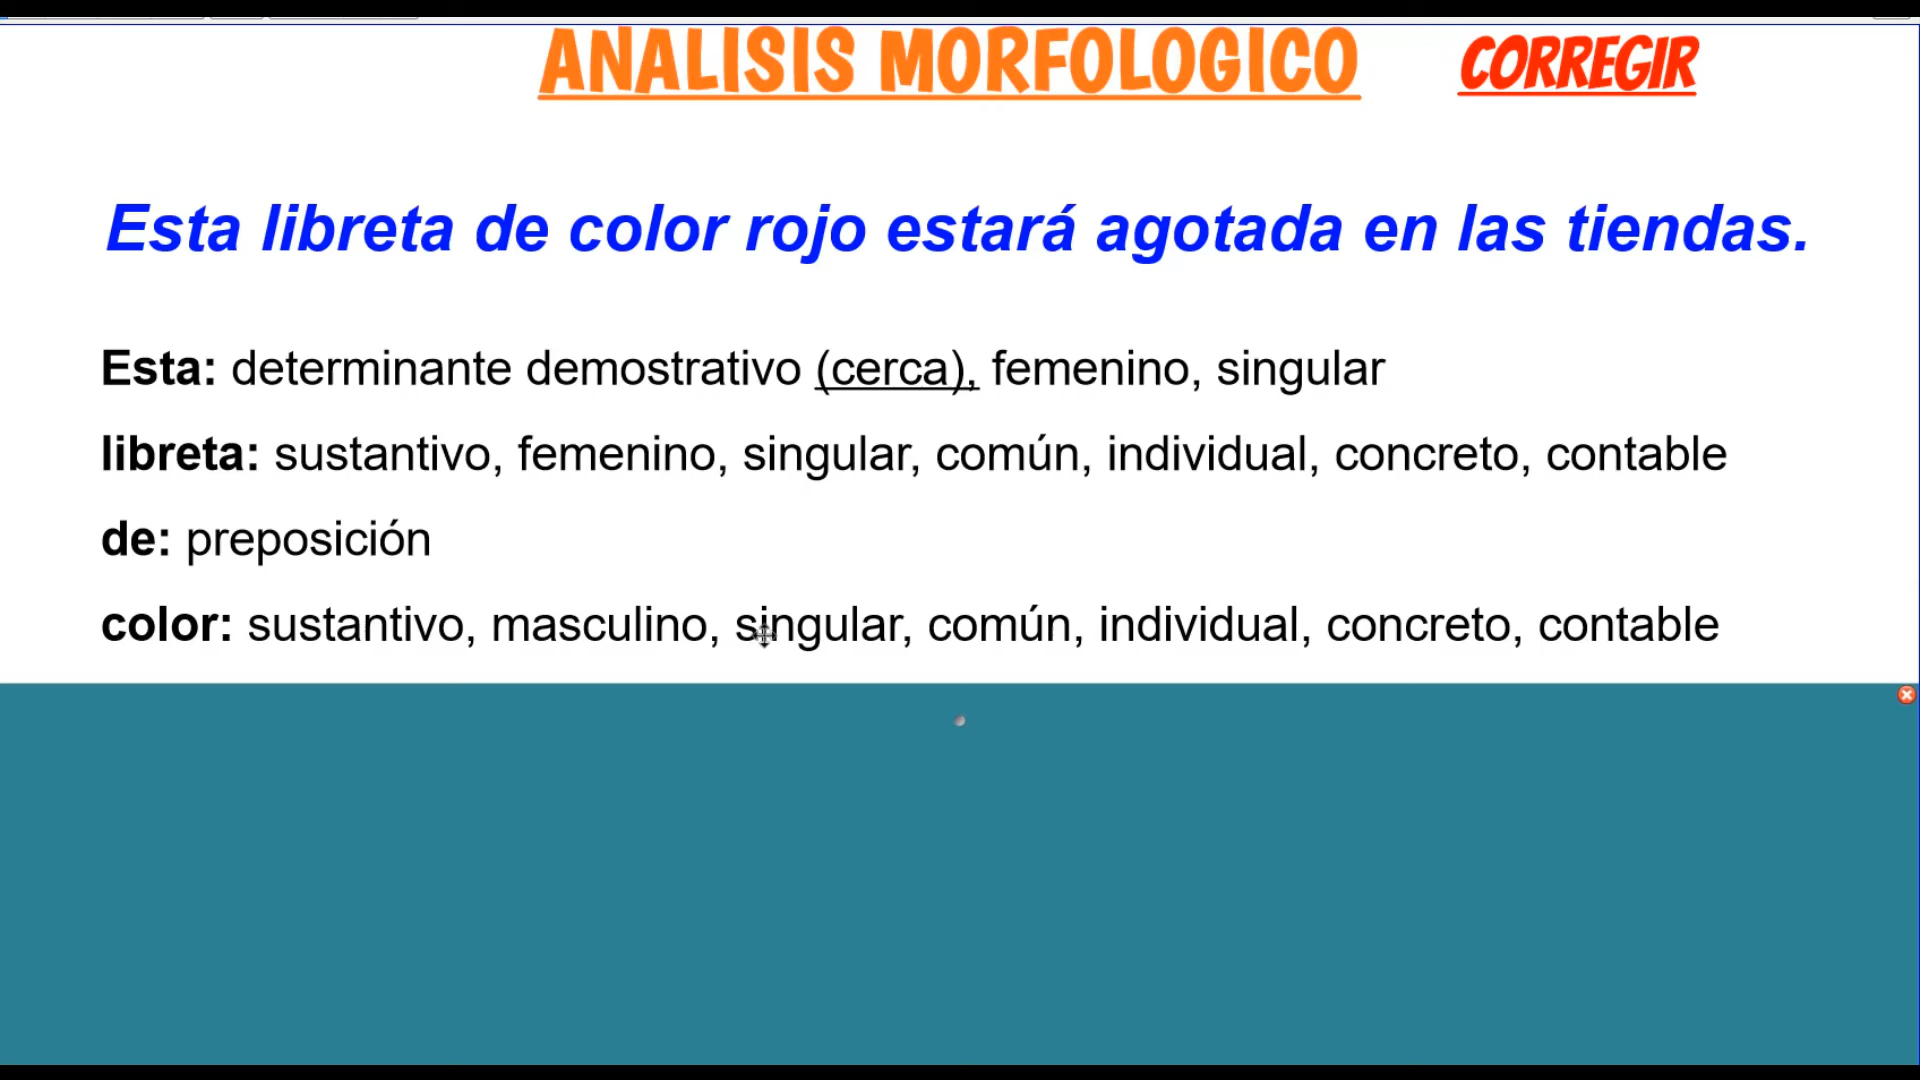 ANALISIS MORFOLOGICO CORREGIR
Esta libreta de color rojo estará agotada en las tiendas.
Esta: determinante demostrativo (cerca), femenino, singular
libreta: sustantivo, femenino, singular, común, individual, concreto, contable
de: preposición
color: sustantivo, masculino, singular, común, individual, concreto, contable